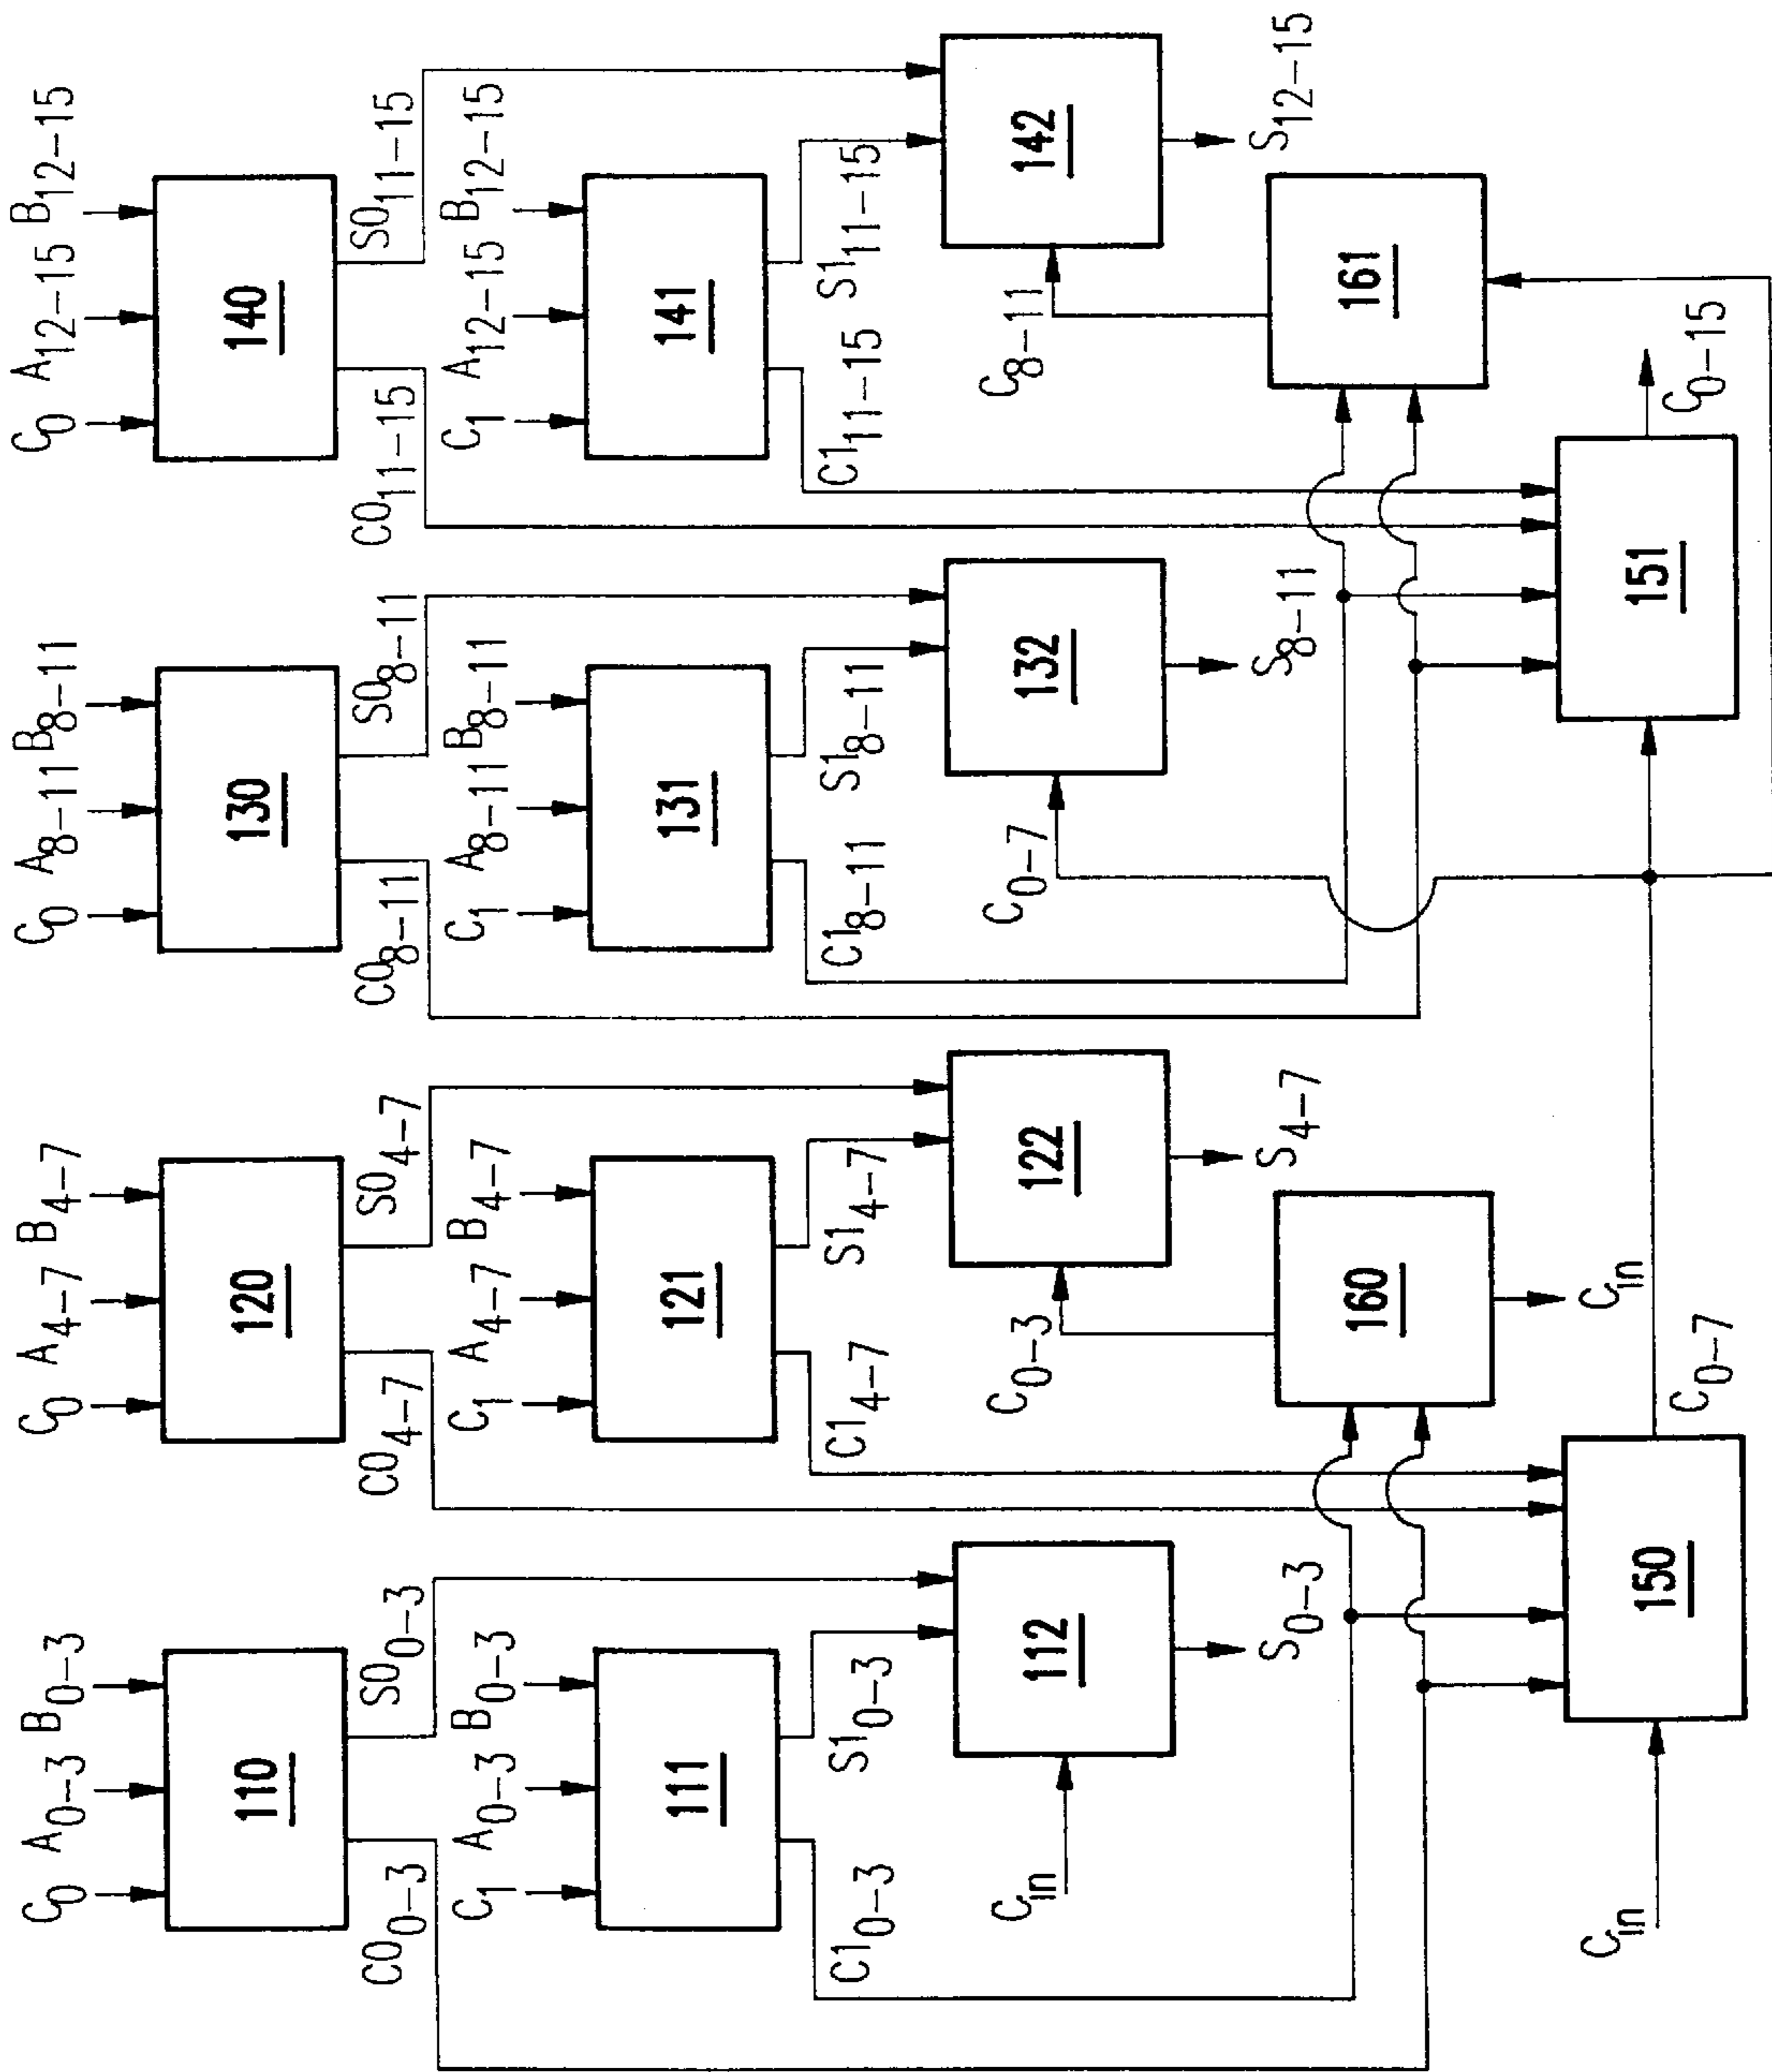 C₀ A₀₋₃ B₀₋₃ C₀ A₄₋₇ B₄₋₇ C₀ A₈₋₁₁ B₈₋₁₁ C₀ A₁₂₋₁₅ B₁₂₋₁₅
110 120 130 140
C0₀₋₃ S0₀₋₃ C0₄₋₇ S0₄₋₇ C0₈₋₁₁ S0₈₋₁₁ C0₁₁₋₁₅ S0₁₁₋₁₅
C₁ A₀₋₃ B₀₋₃ C₁ A₄₋₇ B₄₋₇ C₁ A₈₋₁₁ B₈₋₁₁ C₁ A₁₂₋₁₅ B₁₂₋₁₅
111 121 131 141
C1₀₋₃ S1₀₋₃ C1₄₋₇ S1₄₋₇ C1₈₋₁₁ S1₈₋₁₁ C1₁₁₋₁₅ S1₁₁₋₁₅
Cᵢₙ C₀₋₃ C₀₋₇ C₈₋₁₁
112 122 132 142
S₀₋₃ S₄₋₇ S₈₋₁₁ S₁₂₋₁₅
160 161
Cᵢₙ Cᵢₙ
150 151
C₀₋₇ C₀₋₁₅